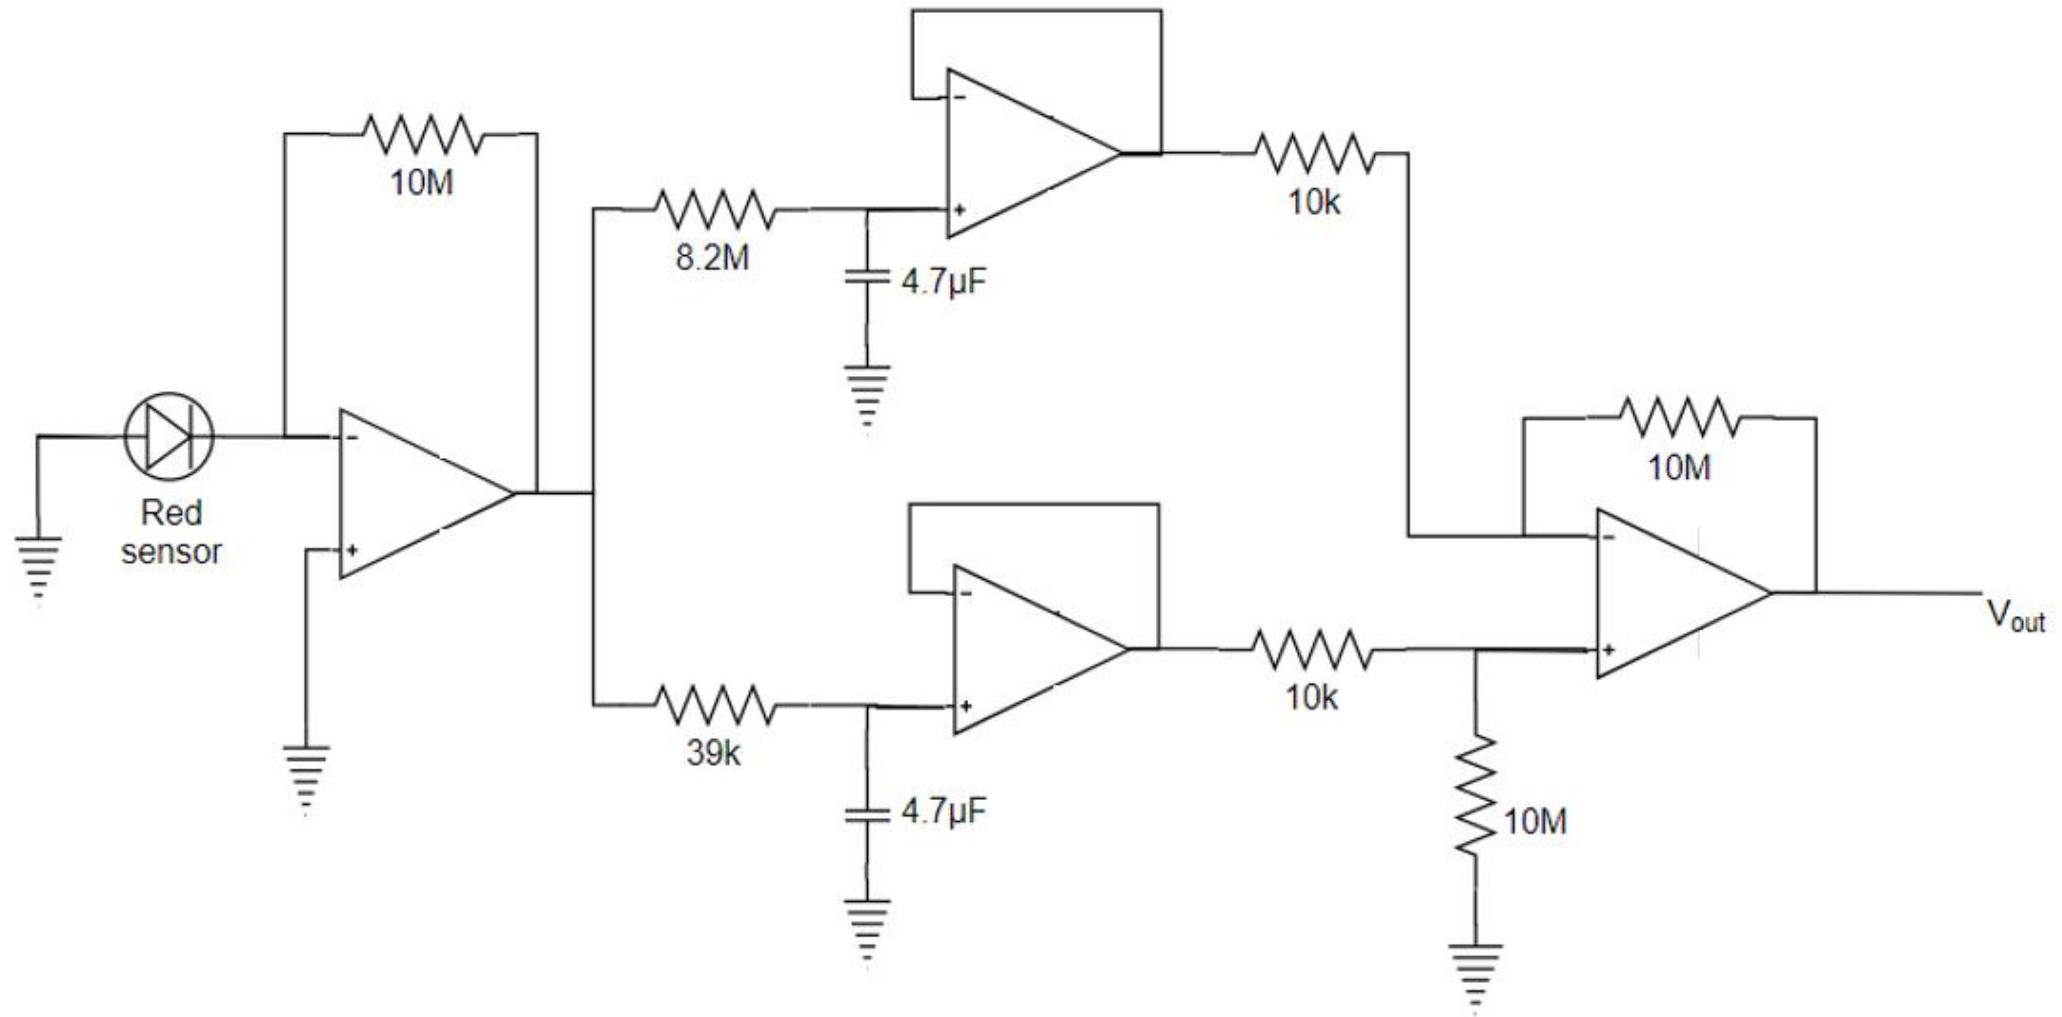 10M
8.2M
4.7µF
-
+
10k
Red
sensor
-
+
10M
-
+
Vout
39k
4.7µF
-
+
10k
10M